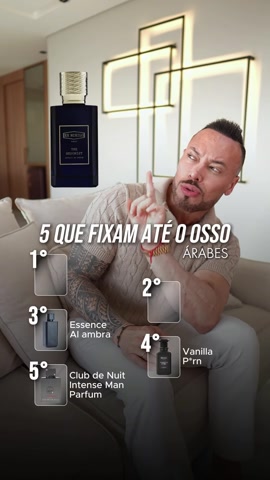 5 QUE FIXAM ATÉ O OSSO
ÁRABES
1°
2°
3°
Essence
Al ambra
4°
Vanilla
P*rn
5°
Club de Nuit
Intense Man
Parfum